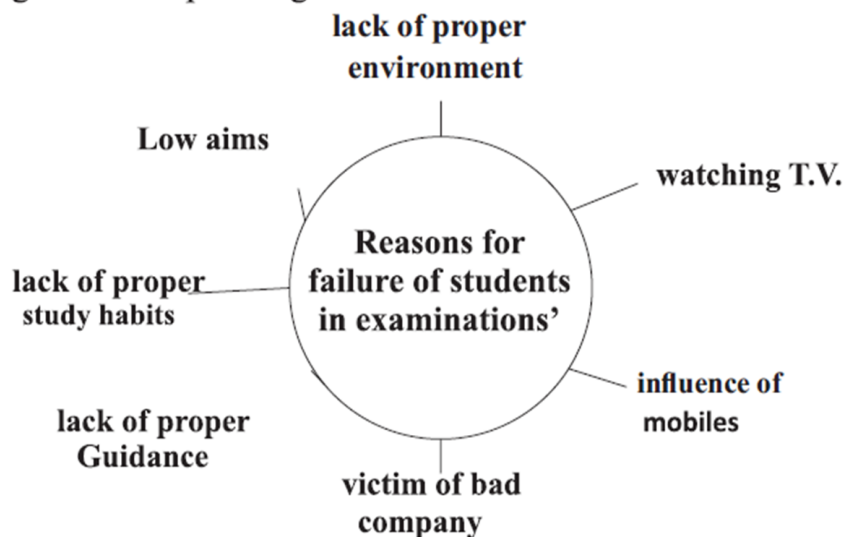 lack of proper
environment
Low aims
watching T.V.
Reasons for
failure of students
in examinations’
lack of proper
study habits
influence of
mobiles
lack of proper
Guidance
victim of bad
company